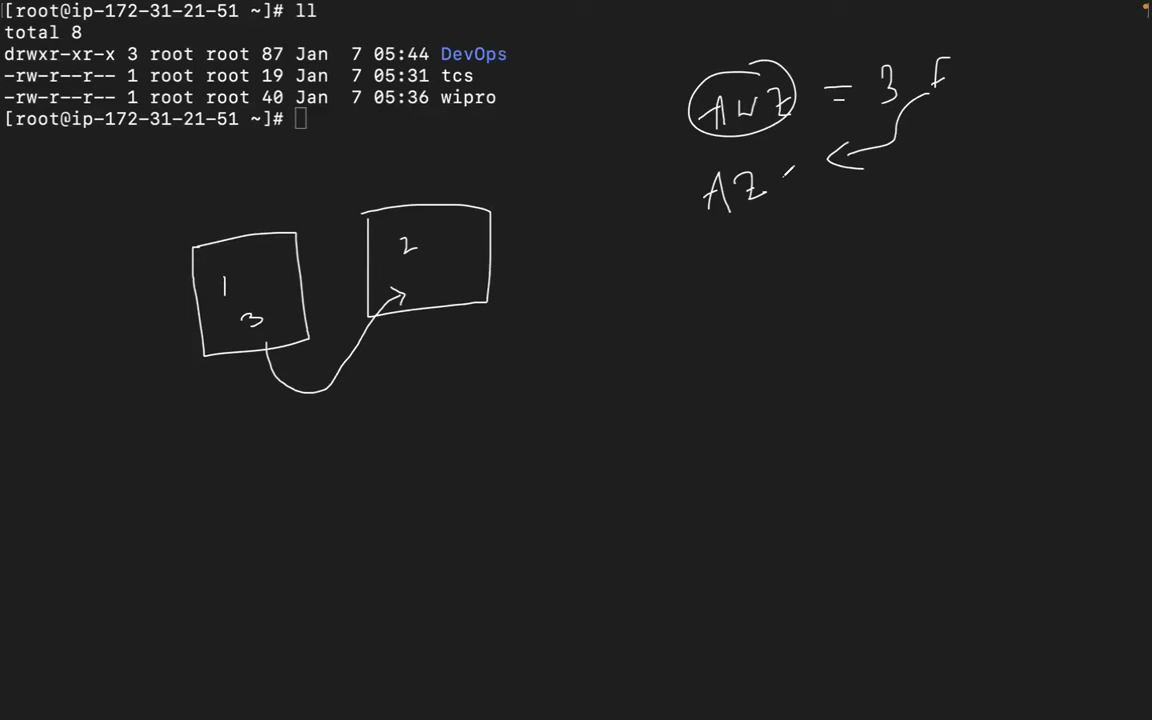 [root@ip-172-31-21-51 ~]# ll
total 8
drwxr-xr-x 3 root root 87 Jan  7 05:44 DevOps
-rw-r--r-- 1 root root 19 Jan  7 05:31 tcs
-rw-r--r-- 1 root root 40 Jan  7 05:36 wipro
[root@ip-172-31-21-51 ~]#
= 3 F
AZ
2
1
3